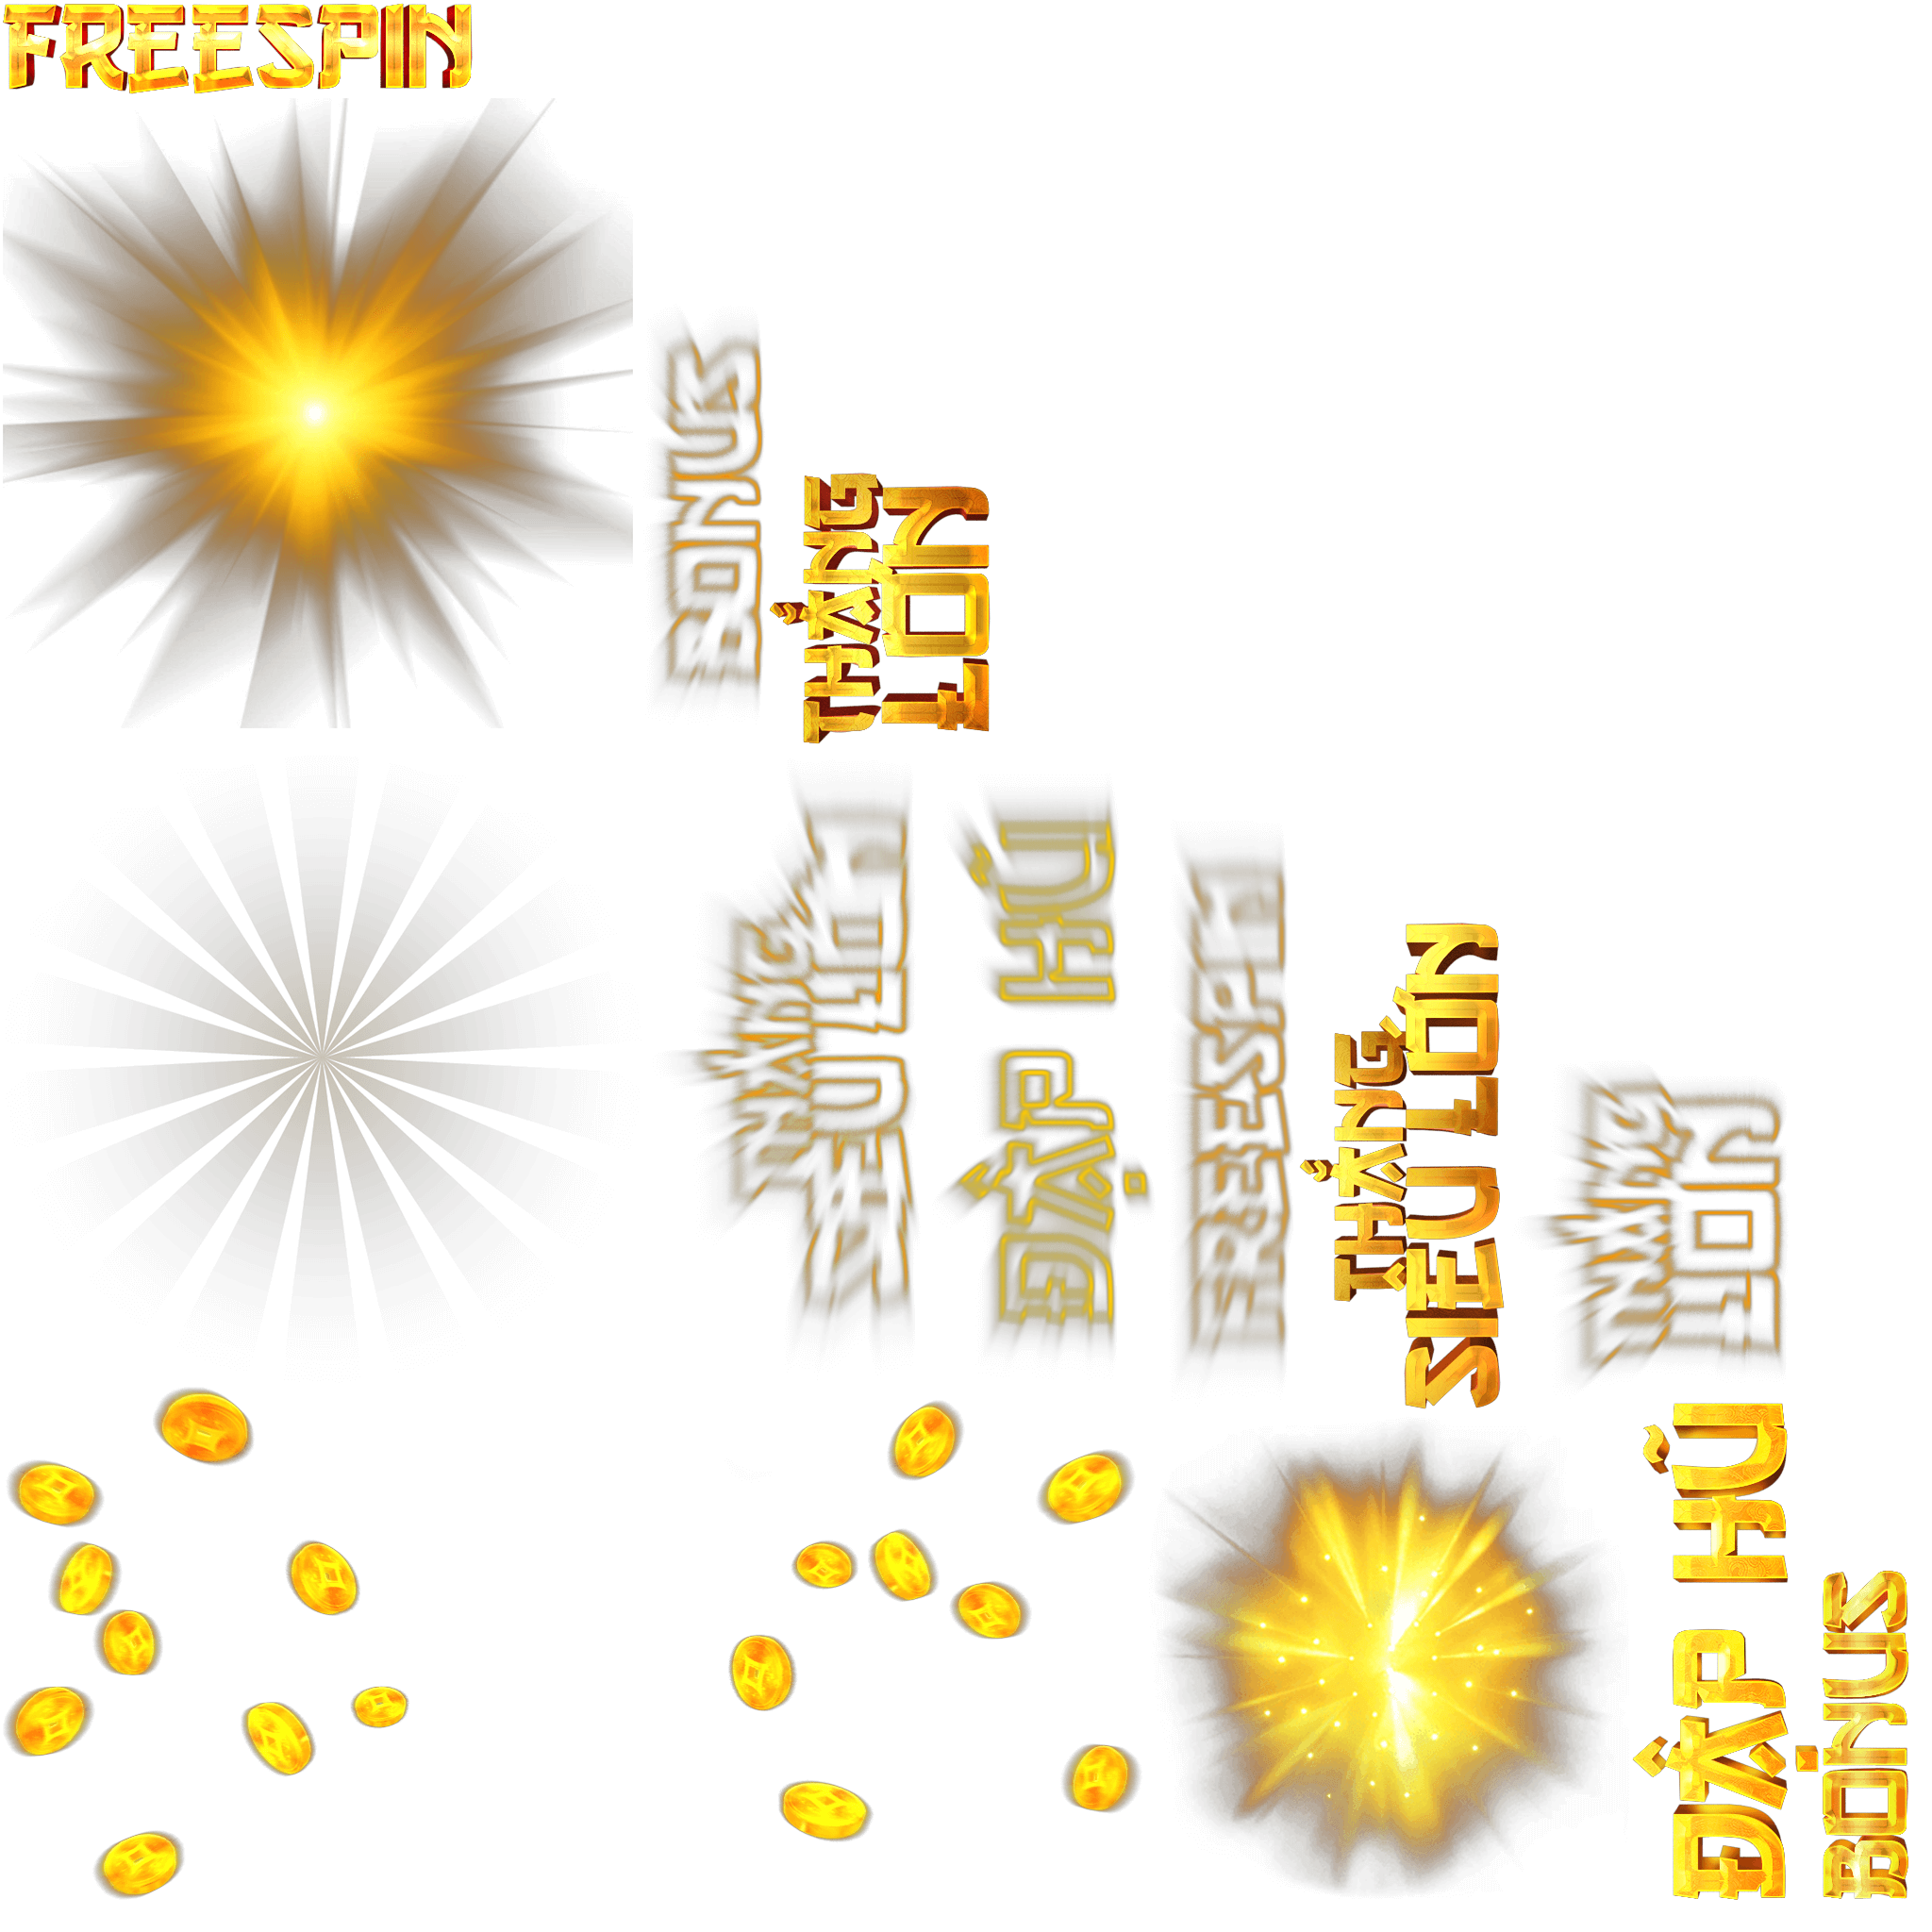 FREESPIN
BONUS
THẮNG
LỚN
THẮNG
SIÊU LỚN
ĐẬP HŨ
FREESPIN
THẮNG
SIÊU LỚN
THẮNG
LỚN
ĐẬP HŨ
BONUS